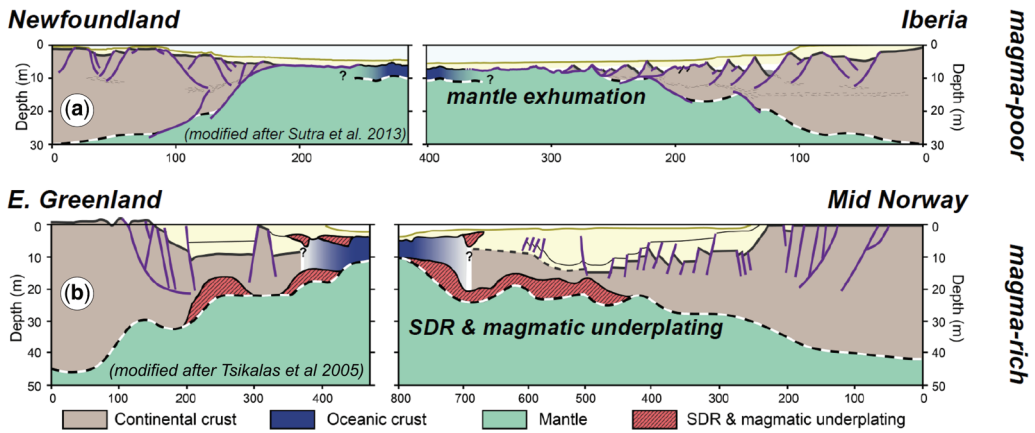 Newfoundland
Iberia
magma-poor
0
10
20
30
Depth (m)
(a)
(modified after Sutra et al. 2013)
?
0
100
200
?
mantle exhumation
400
300
200
100
0
0
10
20
30
Depth (m)
E. Greenland
Mid Norway
magma-rich
0
10
20
30
40
50
Depth (m)
(b)
(modified after Tsikalas et al 2005)
?
0
100
200
300
400
?
SDR & magmatic underplating
800
700
600
500
400
300
200
100
0
0
10
20
30
40
50
Depth (m)
Continental crust
Oceanic crust
Mantle
SDR & magmatic underplating